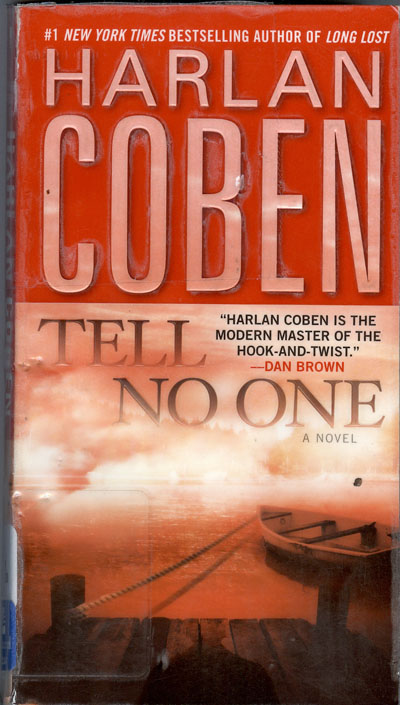 #1 NEW YORK TIMES BESTSELLING AUTHOR OF LONG LOST
HARLAN
COBEN
TELL
NO ONE
"HARLAN COBEN IS THE
MODERN MASTER OF THE
HOOK-AND-TWIST."
—DAN BROWN
A NOVEL